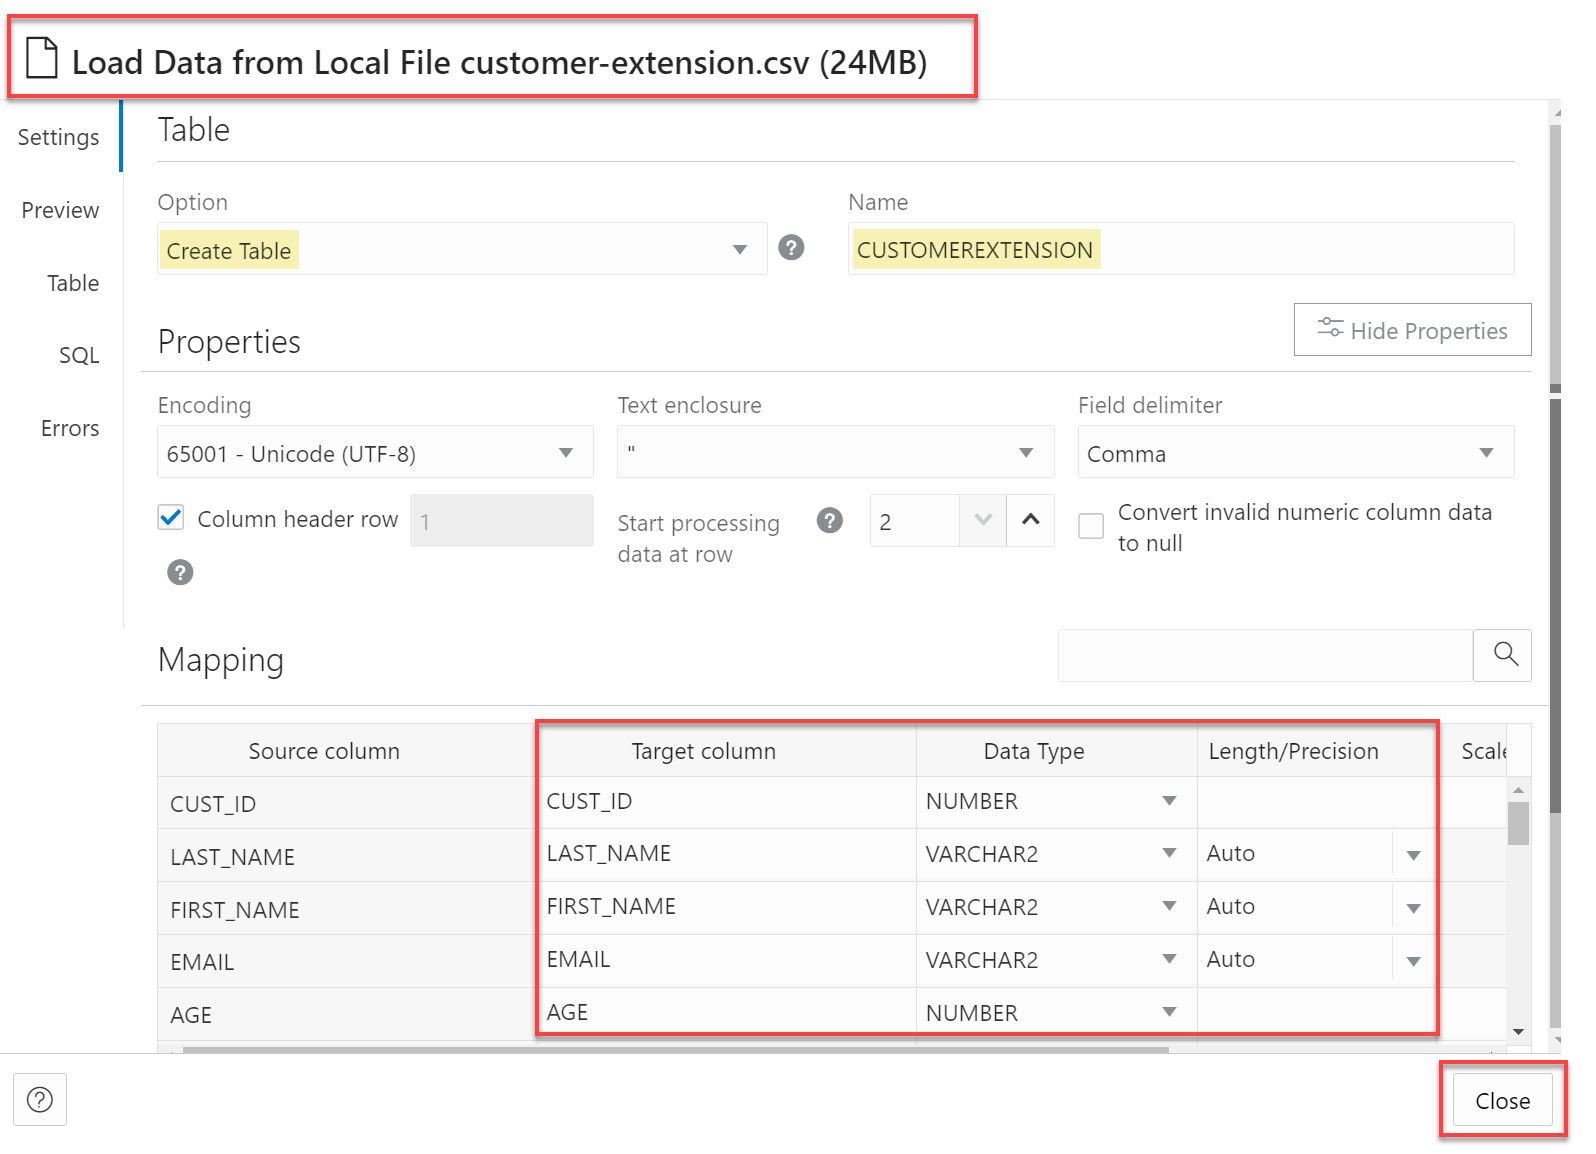 Load Data from Local File customer-extension.csv (24MB)
Settings
Preview
Table
SQL
Errors
Table
Option
Name
Create Table
?
CUSTOMEREXTENSION
Properties
Hide Properties
Encoding
Text enclosure
Field delimiter
65001 - Unicode (UTF-8)
"
Comma
Column header row
1
?
Start processing
data at row
?
2
Convert invalid numeric column data
to null
Mapping
Source column Target column Data Type Length/Precision Scale
CUST_ID CUST_ID NUMBER
LAST_NAME LAST_NAME VARCHAR2 Auto
FIRST_NAME FIRST_NAME VARCHAR2 Auto
EMAIL EMAIL VARCHAR2 Auto
AGE AGE NUMBER
?
Close